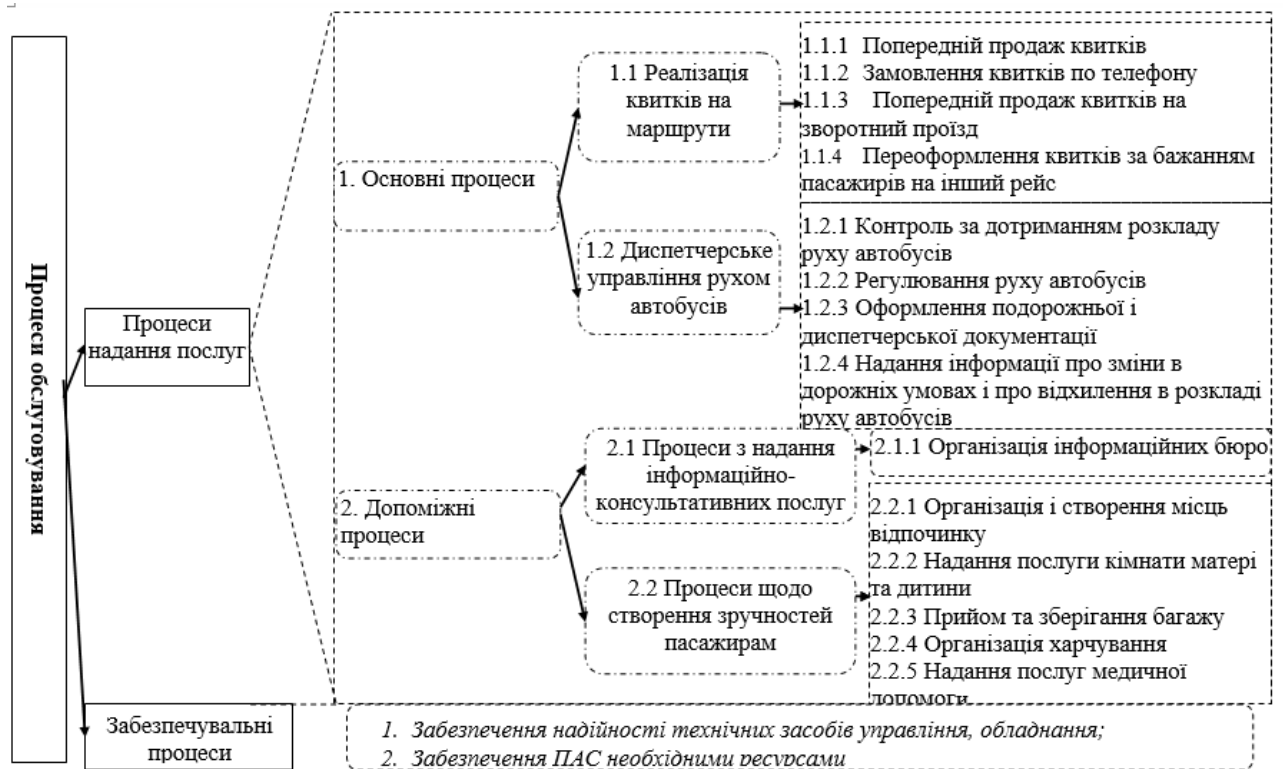 Процеси обслуговування
Процеси
надання послуг
1. Основні процеси
1.1 Реалізація
квитків на
маршрути
1.1.1 Попередній продаж квитків
1.1.2 Замовлення квитків по телефону
1.1.3 Попередній продаж квитків на
зворотний проїзд
1.1.4 Переоформлення квитків за бажанням
пасажирів на інший рейс
1.2 Диспетчерське
управління рухом
автобусів
1.2.1 Контроль за дотриманням розкладу
руху автобусів
1.2.2 Регулювання руху автобусів
1.2.3 Оформлення подорожньої і
диспетчерської документації
1.2.4 Надання інформації про зміни в
дорожніх умовах і про відхилення в розкладі
руху автобусів
2. Допоміжні
процеси
2.1 Процеси з надання
інформаційно-
консультативних послуг
2.1.1 Організація інформаційних бюро
2.2 Процеси щодо
створення зручностей
пасажирам
2.2.1 Організація і створення місць
відпочинку
2.2.2 Надання послуги кімнати матері
та дитини
2.2.3 Прийом та зберігання багажу
2.2.4 Організація харчування
2.2.5 Надання послуг медичної
допомоги
Забезпечувальні
процеси
1. Забезпечення надійності технічних засобів управління, обладнання;
2. Забезпечення ПАС необхідними ресурсами